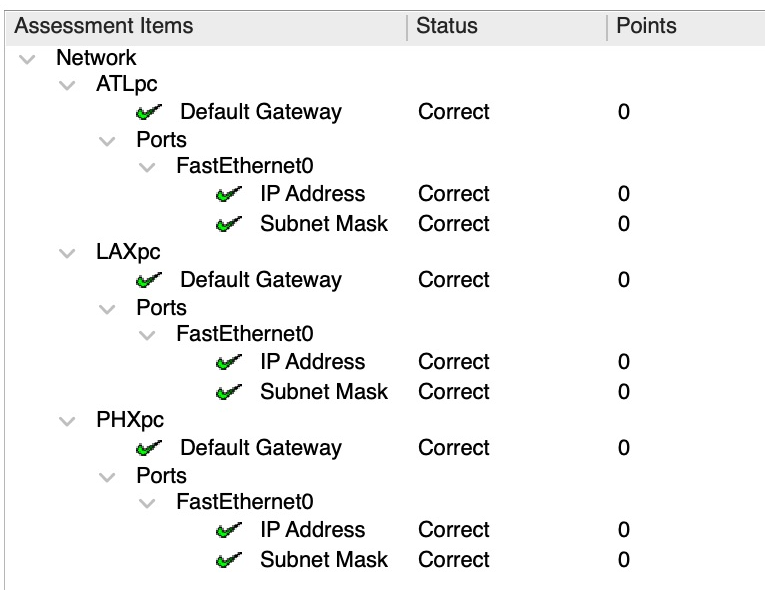 Assessment Items Status Points
Network
ATLpc
Default Gateway Correct 0
Ports
FastEthernet0
IP Address Correct 0
Subnet Mask Correct 0
LAXpc
Default Gateway Correct 0
Ports
FastEthernet0
IP Address Correct 0
Subnet Mask Correct 0
PHXpc
Default Gateway Correct 0
Ports
FastEthernet0
IP Address Correct 0
Subnet Mask Correct 0